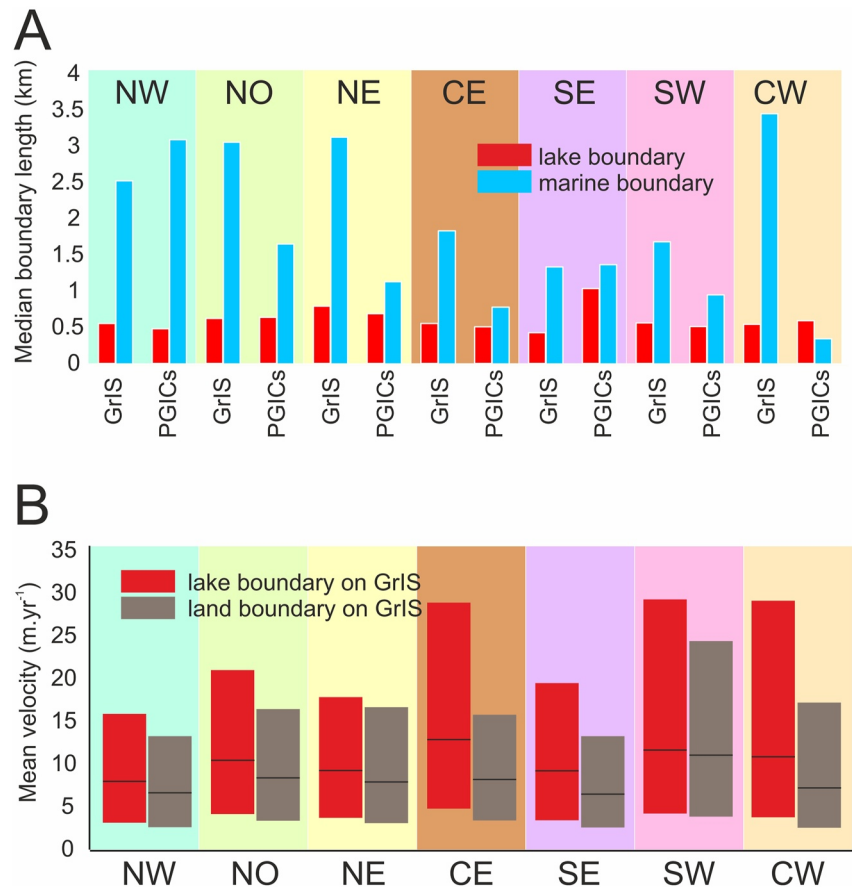 A
Median boundary length (km)
4
3.5
3
2.5
2
1.5
1
0.5
0
NW NO NE CE SE SW CW
lake boundary
marine boundary
GrIS PGICs GrIS PGICs GrIS PGICs GrIS PGICs GrIS PGICs GrIS PGICs GrIS PGICs
B
Mean velocity (m.yr⁻¹)
35
30
25
20
15
10
5
0
lake boundary on GrIS
land boundary on GrIS
NW NO NE CE SE SW CW